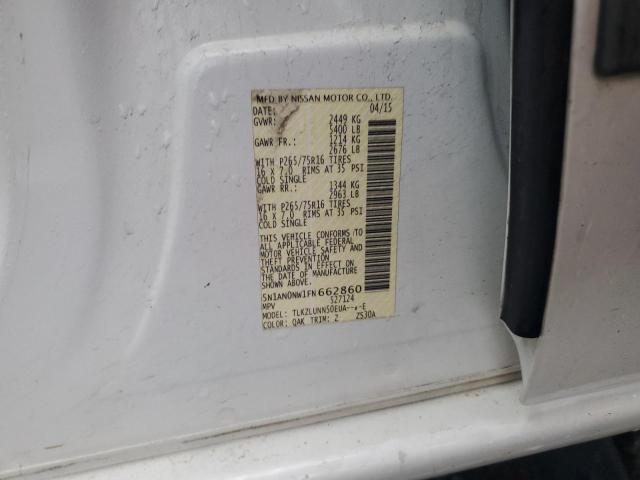 MFD BY NISSAN MOTOR CO., LTD.
DATE: 04/15
GVWR: 2449 KG
5400 LB
GAWR FR.: 1214 KG
2676 LB
WITH P265/75R16 TIRES
16 X 7.0 RIMS AT 35 PSI
COLD SINGLE
GAWR RR.: 1344 KG
2963 LB
WITH P265/75R16 TIRES
16 X 7.0 RIMS AT 35 PSI
COLD SINGLE
THIS VEHICLE CONFORMS TO
ALL APPLICABLE FEDERAL
MOTOR VEHICLE SAFETY AND
THEFT PREVENTION
STANDARDS IN EFFECT ON
THE DATE OF MANUFACTURE
SHOWN ABOVE
5N1AN0NW1FN662860
MPV S27124
MODEL: TLKZLUNN50EUA--x-E
COLOR: QAK TRIM: Z ZS30A